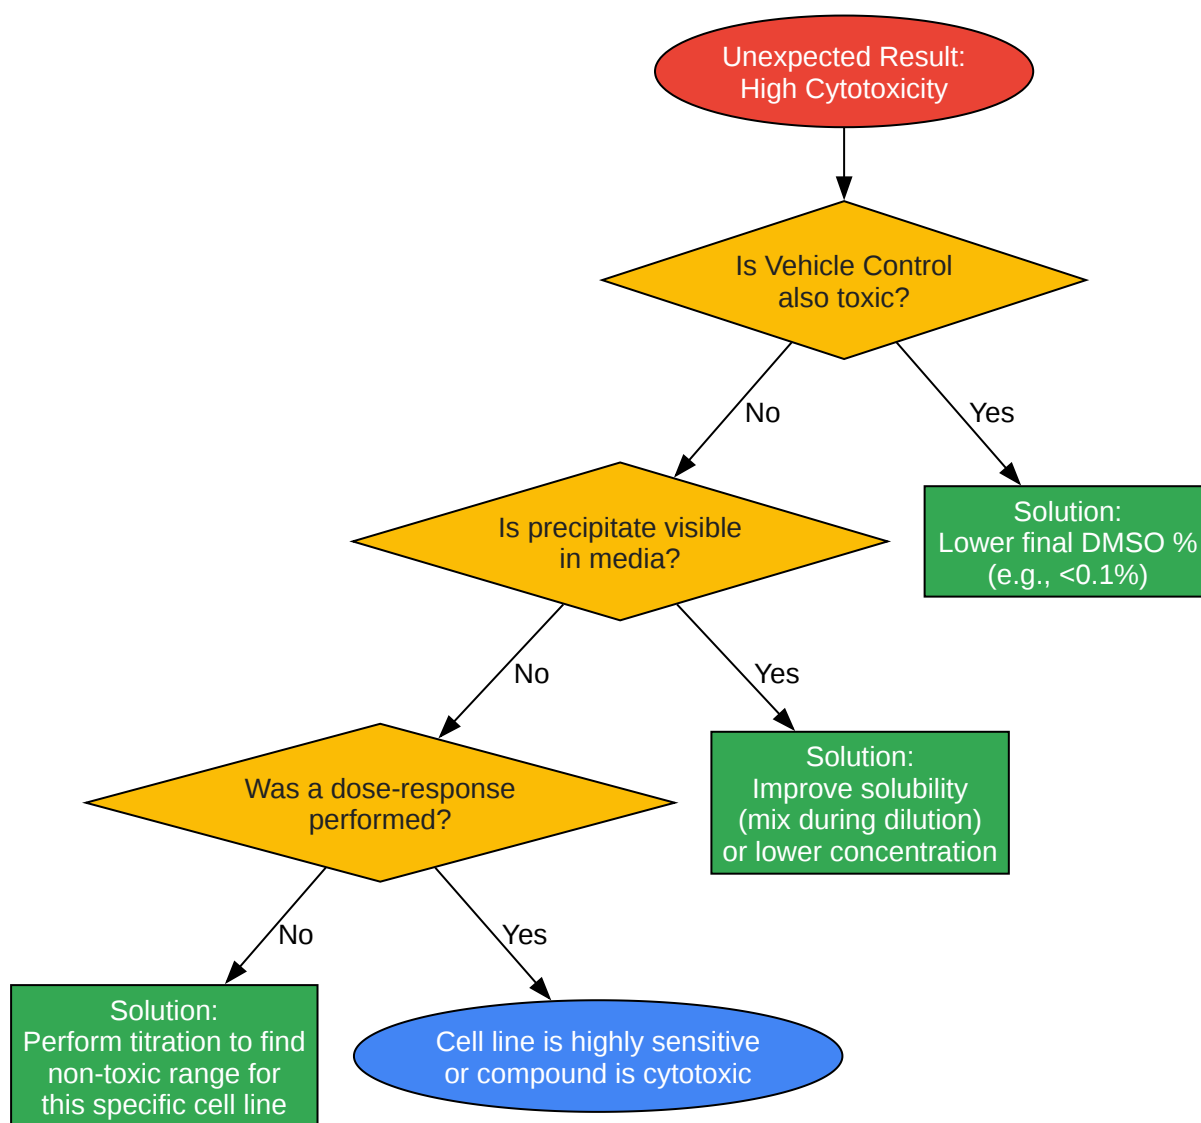 Unexpected Result:
High Cytotoxicity
Is Vehicle Control
also toxic?
No
Yes
Is precipitate visible
in media?
Solution:
Lower final DMSO %
(e.g., <0.1%)
No
Yes
Was a dose-response
performed?
Solution:
Improve solubility
(mix during dilution)
or lower concentration
No
Yes
Solution:
Perform titration to find
non-toxic range for
this specific cell line
Cell line is highly sensitive
or compound is cytotoxic